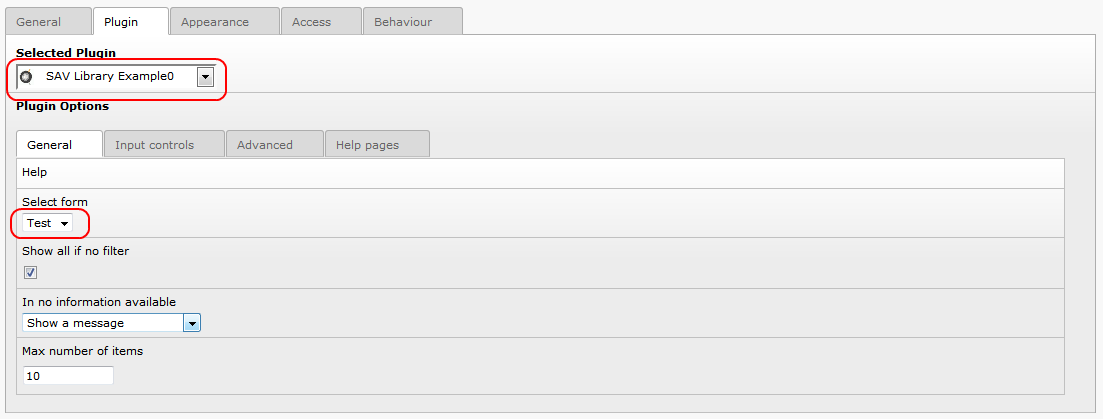 General Plugin Appearance Access Behaviour
Selected Plugin
SAV Library Example0
Plugin Options
General Input controls Advanced Help pages
Help
Select form
Test
Show all if no filter
In no information available
Show a message
Max number of items
10